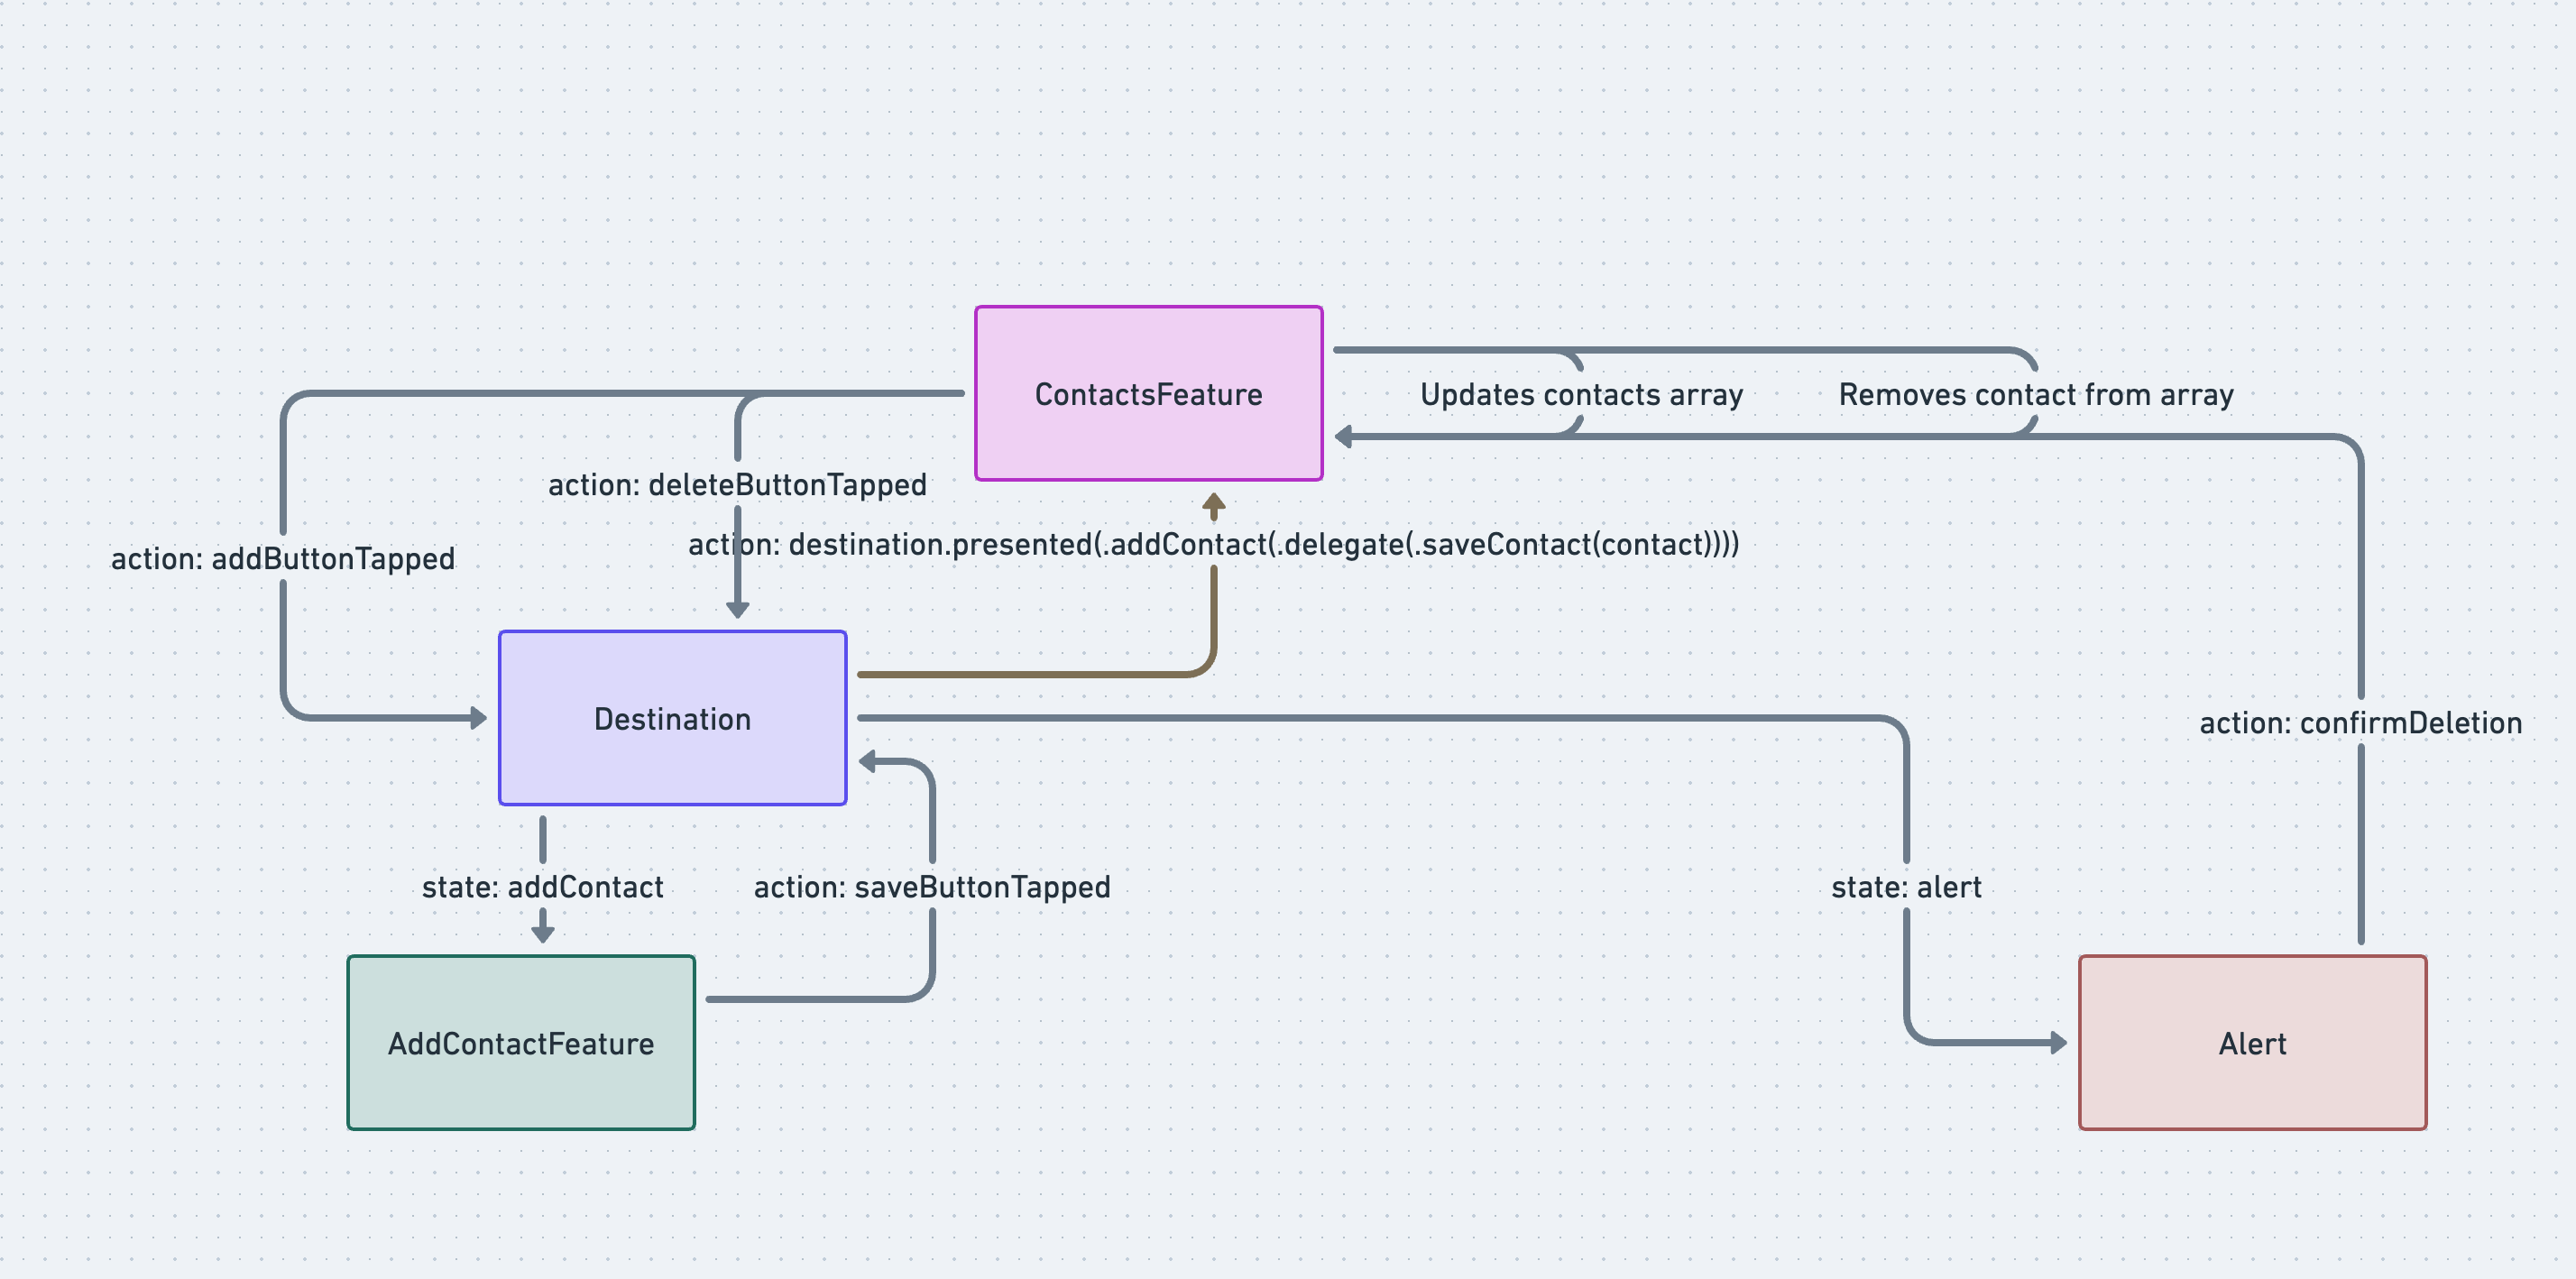 ContactsFeature
Updates contacts array
Removes contact from array
action: deleteButtonTapped
action: destination.presented(.addContact(.delegate(.saveContact(contact))))
action: addButtonTapped
Destination
action: confirmDeletion
state: addContact
action: saveButtonTapped
state: alert
AddContactFeature
Alert